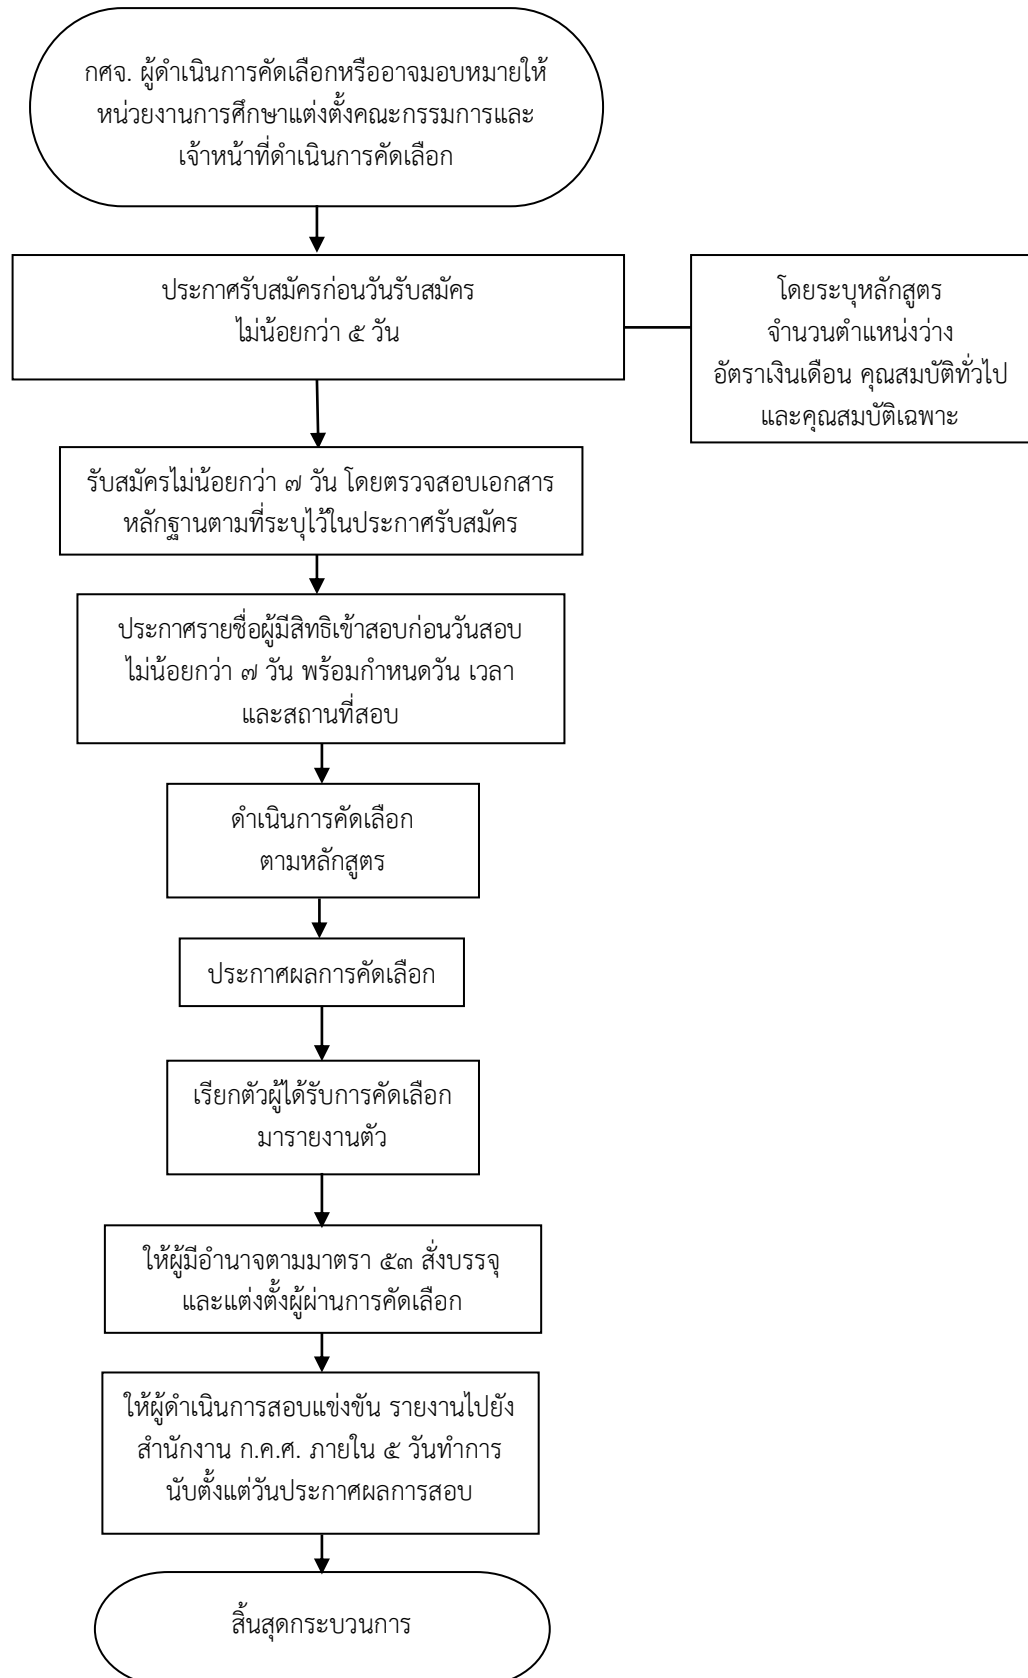 กศจ. ผู้ดำเนินการคัดเลือกหรืออาจมอบหมายให้
หน่วยงานการศึกษาแต่งตั้งคณะกรรมการและ
เจ้าหน้าที่ดำเนินการคัดเลือก
ประกาศรับสมัครก่อนวันรับสมัคร
ไม่น้อยกว่า ๕ วัน
โดยระบุหลักสูตร
จำนวนตำแหน่งว่าง
อัตราเงินเดือน คุณสมบัติทั่วไป
และคุณสมบัติเฉพาะ
รับสมัครไม่น้อยกว่า ๗ วัน โดยตรวจสอบเอกสาร
หลักฐานตามที่ระบุไว้ในประกาศรับสมัคร
ประกาศรายชื่อผู้มีสิทธิเข้าสอบก่อนวันสอบ
ไม่น้อยกว่า ๗ วัน พร้อมกำหนดวัน เวลา
และสถานที่สอบ
ดำเนินการคัดเลือก
ตามหลักสูตร
ประกาศผลการคัดเลือก
เรียกตัวผู้ได้รับการคัดเลือก
มารายงานตัว
ให้ผู้มีอำนาจตามมาตรา ๕๓ สั่งบรรจุ
และแต่งตั้งผู้ผ่านการคัดเลือก
ให้ผู้ดำเนินการสอบแข่งขัน รายงานไปยัง
สำนักงาน ก.ค.ศ. ภายใน ๕ วันทำการ
นับตั้งแต่วันประกาศผลการสอบ
สิ้นสุดกระบวนการ